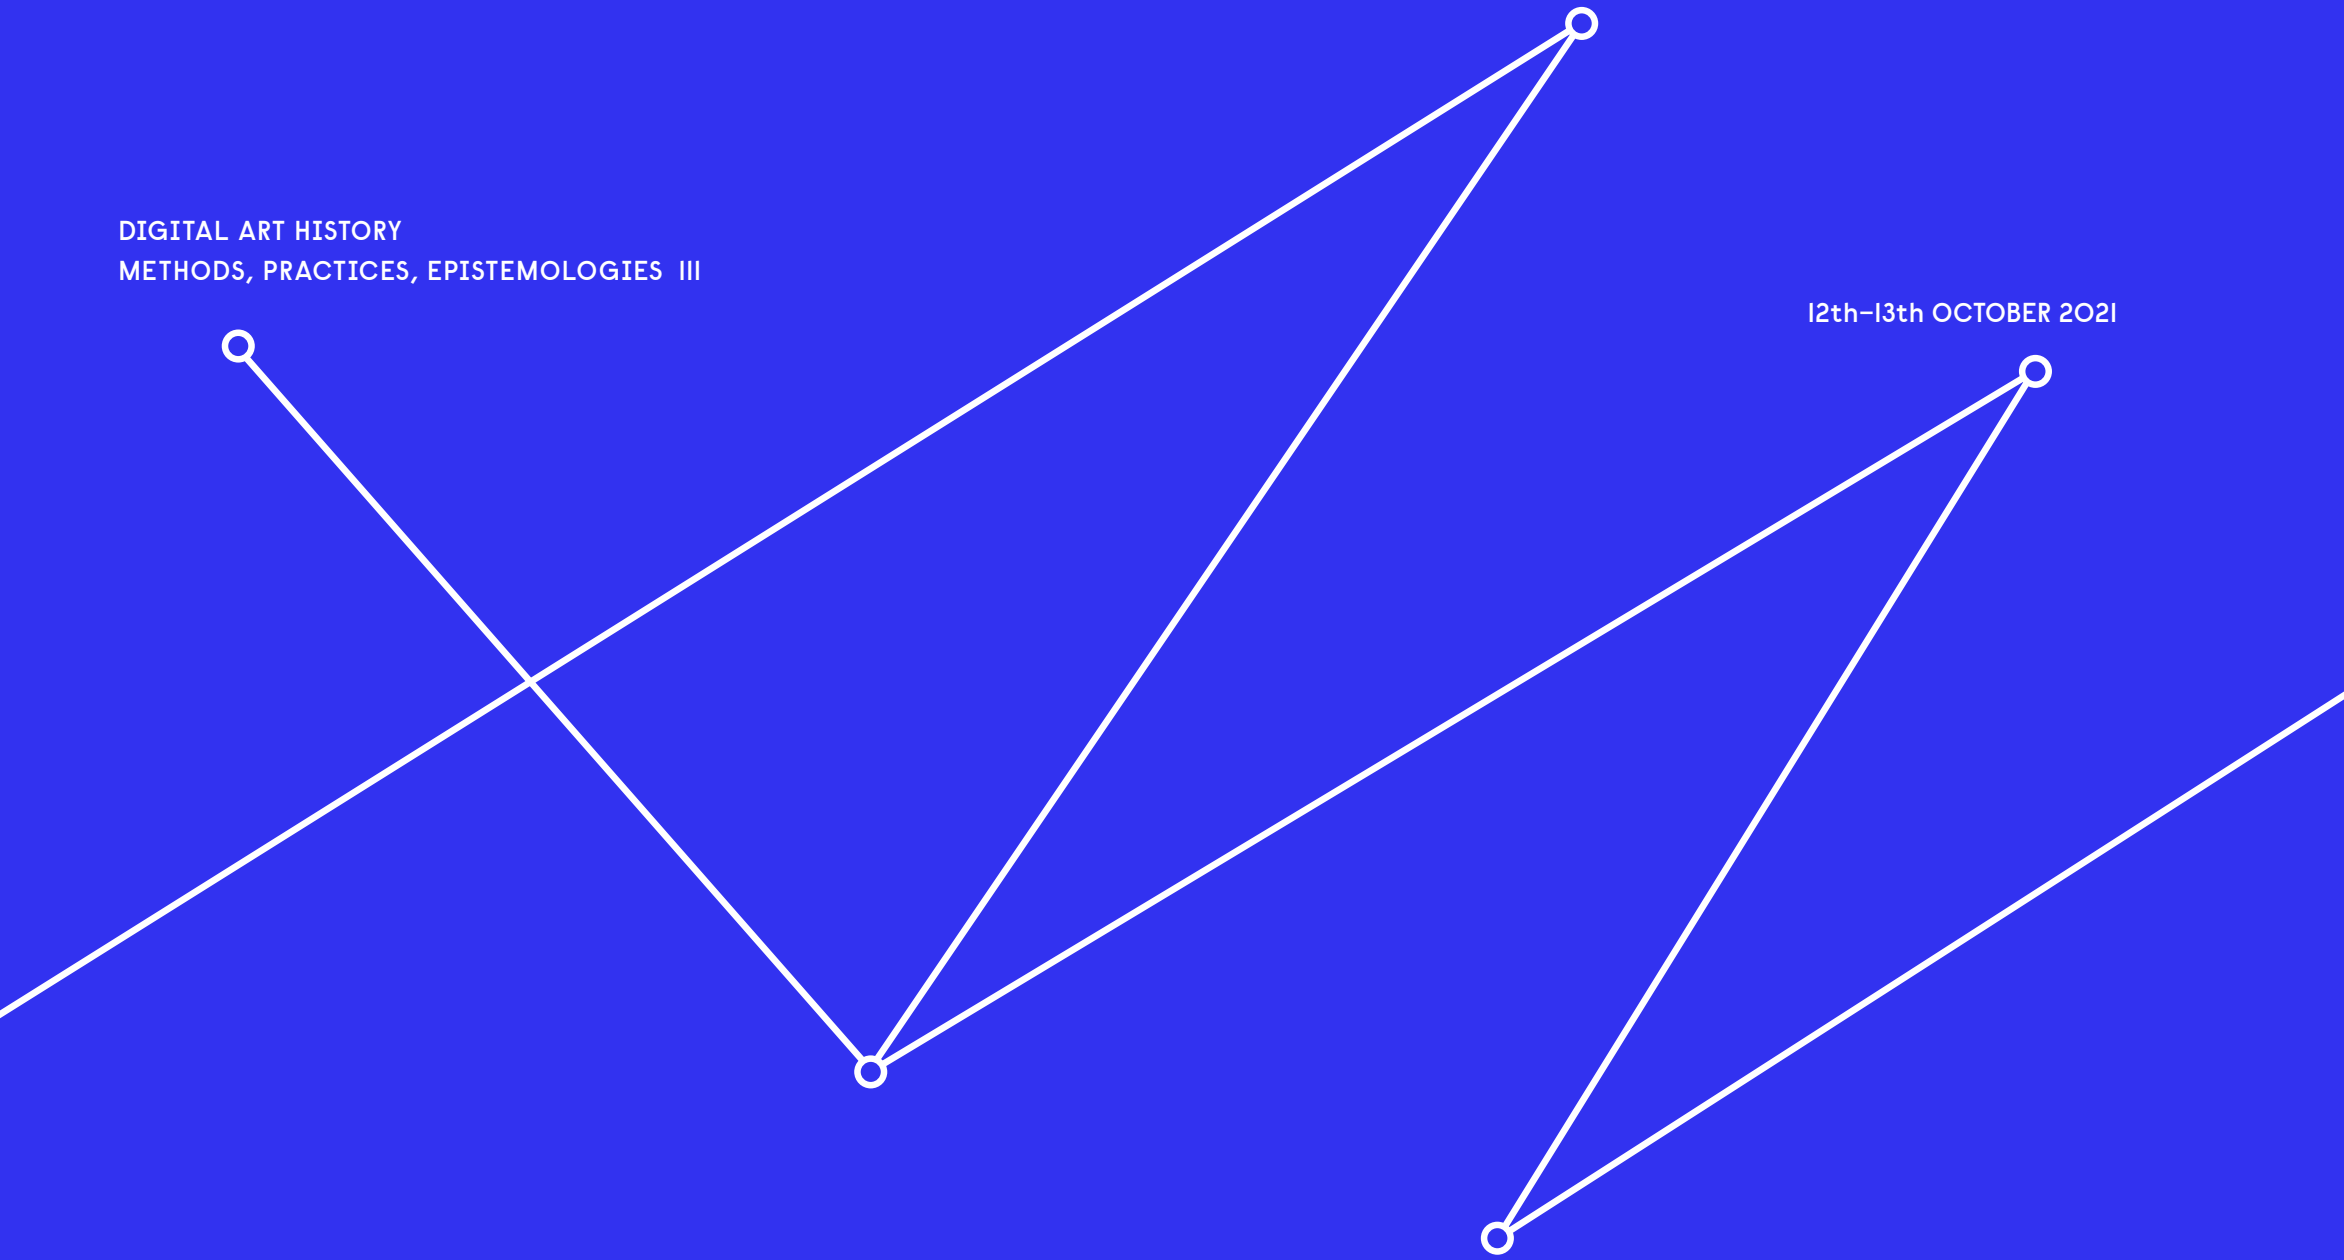 DIGITAL ART HISTORY
METHODS, PRACTICES, EPISTEMOLOGIES III
12th–13th OCTOBER 2021